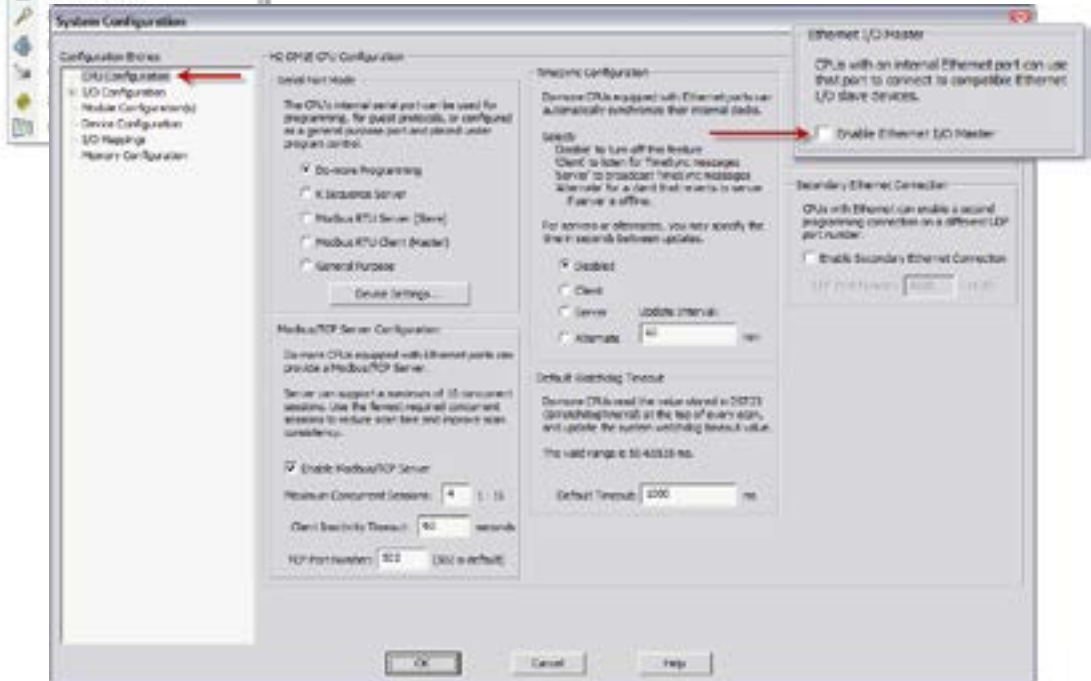 System Configuration
Configuration Entries
CPU Configuration
I/O Configuration
Module Configuration(s)
Device Configuration
I/O Mappings
Memory Configuration
CPU Configuration
Serial Port Mode
The CPU's internal serial port can be used for
programming, for guest protocols, or configured
as a general purpose port and placed under
program control.
Do-more Programming
K Sequence Server
Modbus RTU Server (Slave)
Modbus RTU Client (Master)
General Purpose
Device Settings...
Modbus/TCP Server Configuration
Do-more CPUs equipped with Ethernet ports can
provide a Modbus/TCP Server.
Server can support a maximum of 16 concurrent
sessions. Use the fewest required concurrent
sessions to reduce scan time and improve scan
consistency.
Enable Modbus/TCP Server
Maximum Concurrent Sessions: 4 1 - 16
Client Inactivity Timeout: 60 seconds
TCP Port Number: 502 (502 is default)
TimeSync Configuration
Do-more CPUs equipped with Ethernet ports can
automatically synchronize their internal clocks.
Select:
'Disabled' to turn off this feature
'Client' to listen for TimeSync messages
'Server' to broadcast TimeSync messages
'Alternate' for a client that reverts to server
if server is offline.
For servers or alternates, you may specify the
time in seconds between updates.
Disabled
Client
Server Update Interval:
Alternate 60
Default Watchdog Timeout
Do-more CPUs read the value stored in
at the top of every scan,
and update the system watchdog timeout value.
The valid range is ms.
Default Timeout: 1000 ms
Ethernet I/O Master
CPUs with an internal Ethernet port can use
that port to connect to compatible Ethernet
I/O slave devices.
Enable Ethernet I/O Master
Secondary Ethernet Connection
CPUs with Ethernet can enable a second
programming connection on a different UDP
port number.
Enable Secondary Ethernet Connection
UDP Port Number:
OK
Cancel
Help